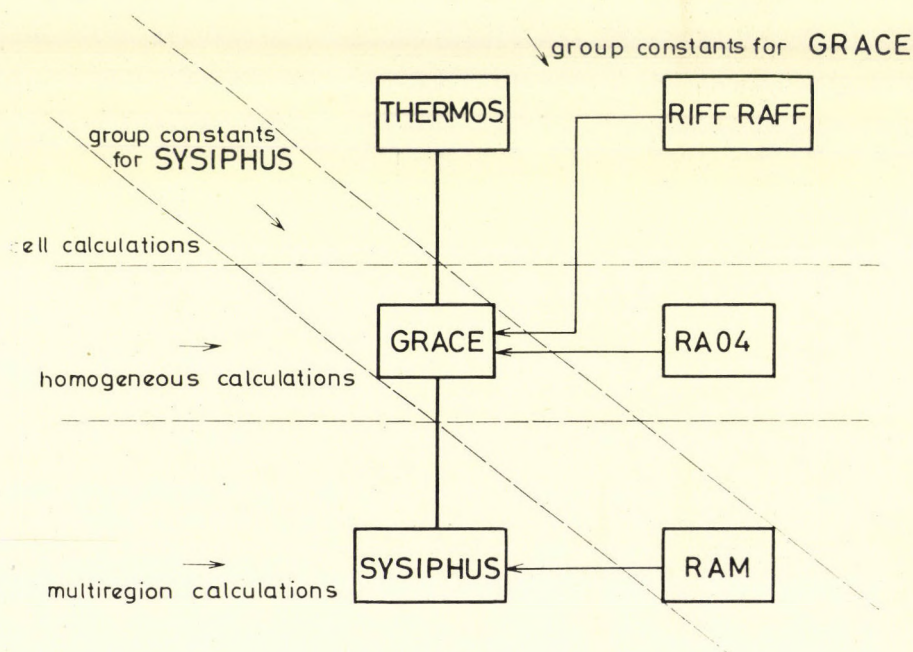 group constants for GRACE
THERMOS
RIFF RAFF
group constants
for SYSIPHUS
ell calculations
GRACE
RA04
homogeneous calculations
SYSIPHUS
RAM
multiregion calculations